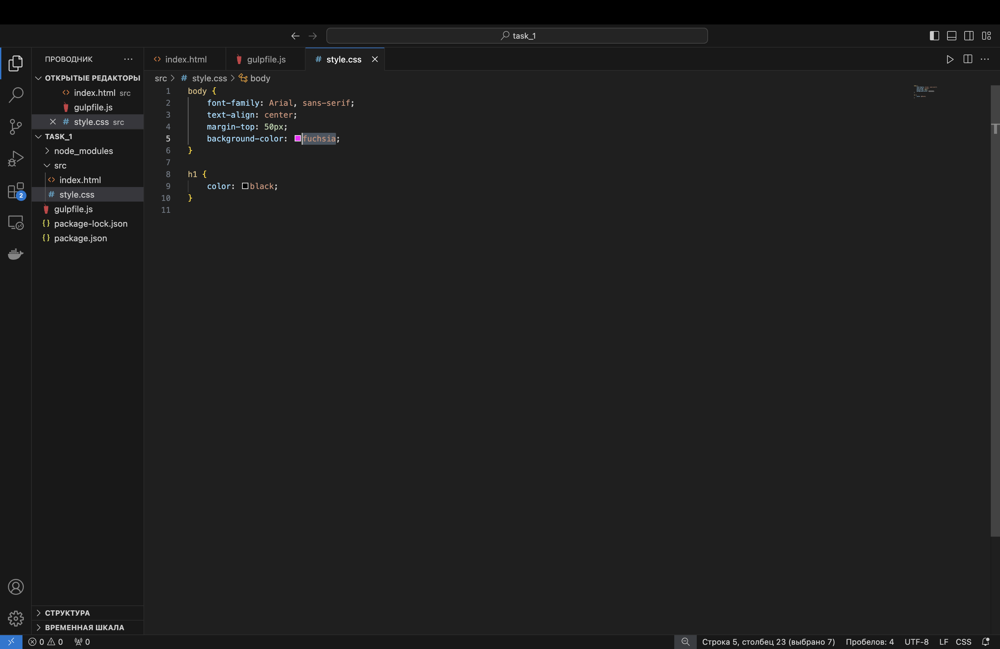 task_1
ПРОВОДНИК
index.html
gulpfile.js
style.css
ОТКРЫТЫЕ РЕДАКТОРЫ
index.html src
gulpfile.js
style.css src
TASK_1
node_modules
src
index.html
style.css
gulpfile.js
package-lock.json
package.json
СТРУКТУРА
ВРЕМЕННАЯ ШКАЛА
2
src > # style.css > body
1 body {
2 font-family: Arial, sans-serif;
3 text-align: center;
4 margin-top: 50px;
5 background-color: fuchsia;
6 }
7
8 h1 {
9 color: black;
10 }
11
0 0 0
Строка 5, столбец 23 (выбрано 7) Пробелов: 4 UTF-8 LF CSS